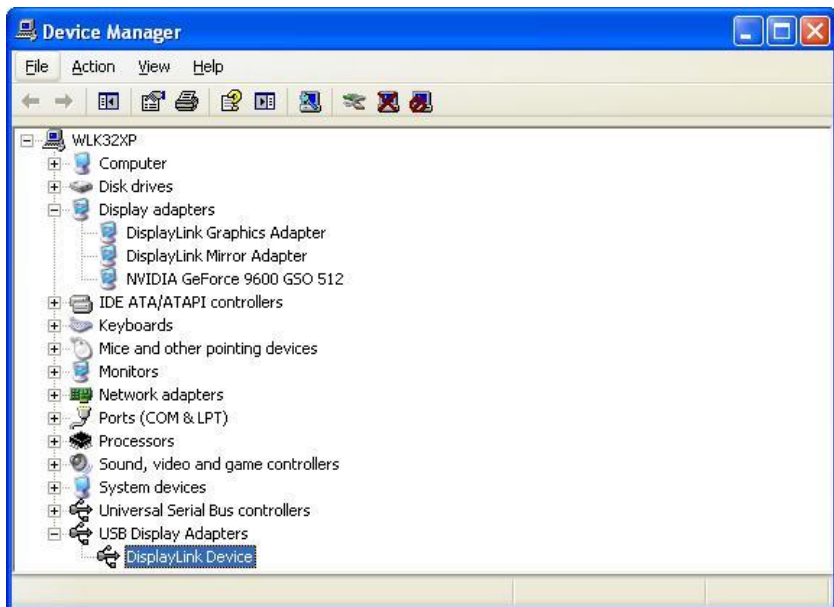 Device Manager
File Action View Help
WLK32XP
Computer
Disk drives
Display adapters
DisplayLink Graphics Adapter
DisplayLink Mirror Adapter
NVIDIA GeForce 9600 GSO 512
IDE ATA/ATAPI controllers
Keyboards
Mice and other pointing devices
Monitors
Network adapters
Ports (COM & LPT)
Processors
Sound, video and game controllers
System devices
Universal Serial Bus controllers
USB Display Adapters
DisplayLink Device